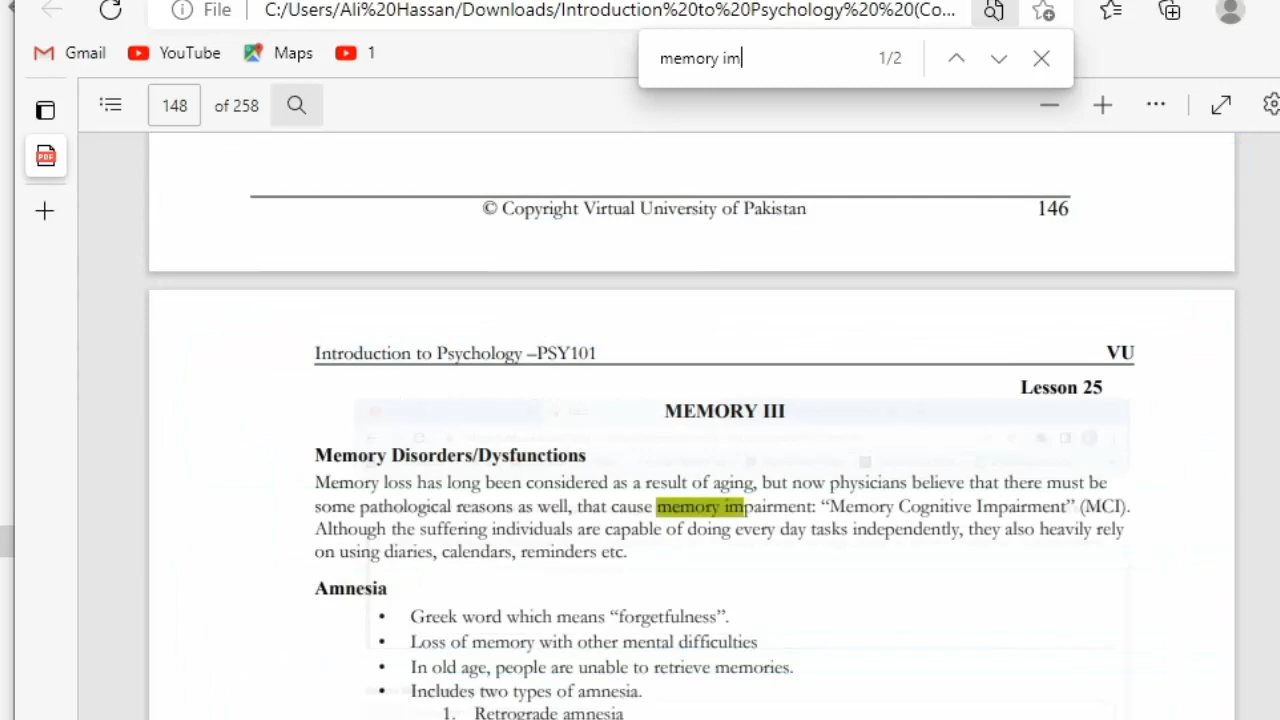 File C:/Users/Ali%20Hassan/Downloads/Introduction%20to%20Psychology%20%20(Co...
Gmail YouTube Maps 1
memory im 1/2
148 of 258
PDF
© Copyright Virtual University of Pakistan 146
Introduction to Psychology –PSY101 VU
Lesson 25
MEMORY III
Memory Disorders/Dysfunctions
Memory loss has long been considered as a result of aging, but now physicians believe that there must be
some pathological reasons as well, that cause memory impairment: “Memory Cognitive Impairment” (MCI).
Although the suffering individuals are capable of doing every day tasks independently, they also heavily rely
on using diaries, calendars, reminders etc.
Amnesia
• Greek word which means “forgetfulness”.
• Loss of memory with other mental difficulties
• In old age, people are unable to retrieve memories.
• Includes two types of amnesia.
1. Retrograde amnesia